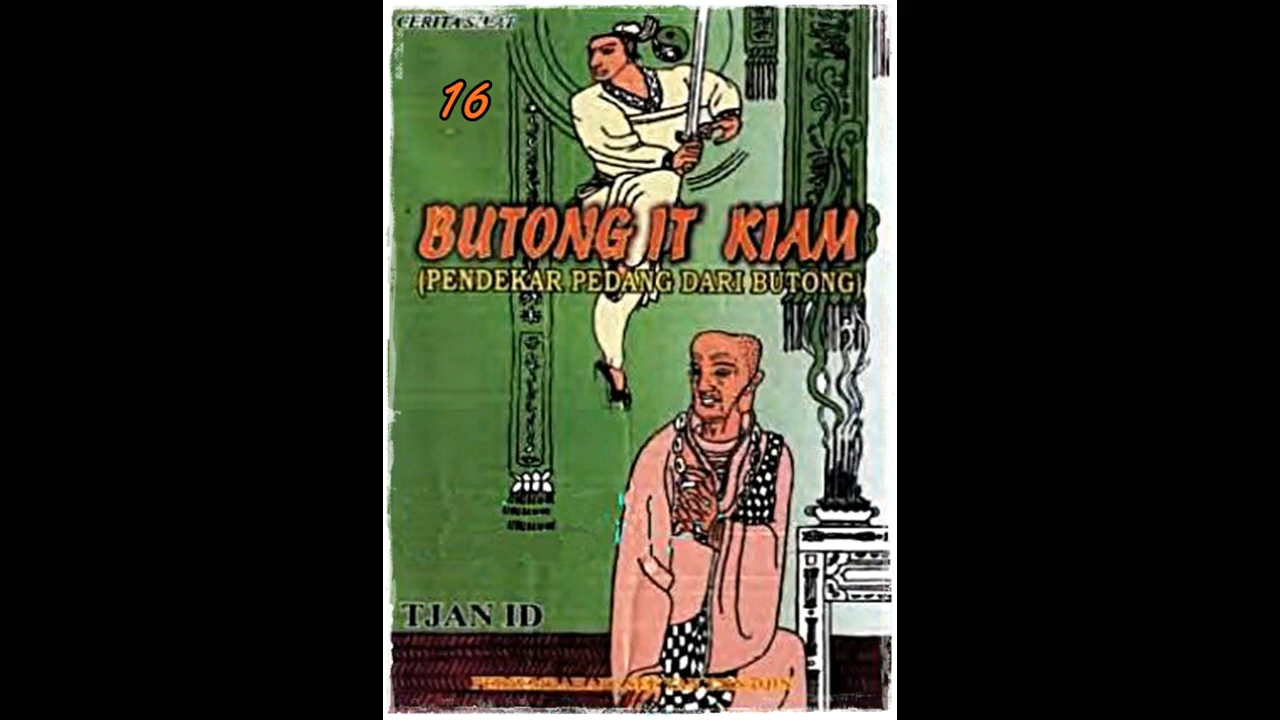 CERITA SILAT
16
BUTONG IT KIAM
(PENDEKAR PEDANG DARI BUTONG)
TJAN ID